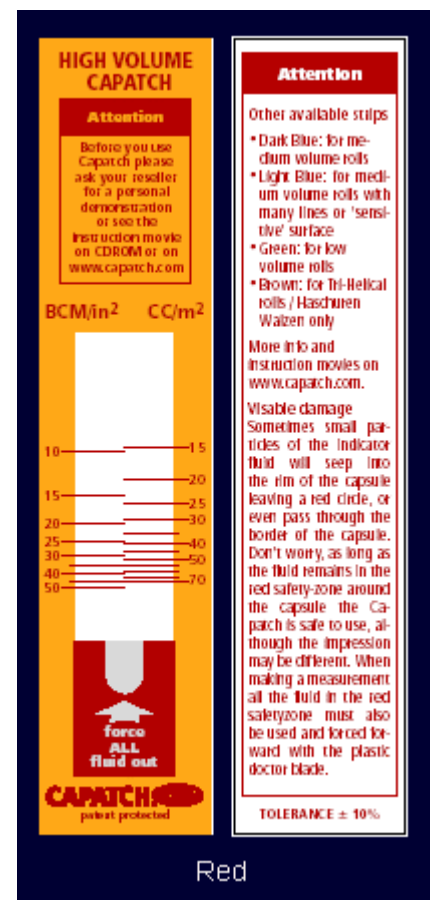 HIGH VOLUME
CAPATCH
Attention
Before you use
Capatch please
ask your reseller
for a personal
demonstration
or see the
instruction movie
on CDROM or on
www.capatch.com
BCM/in2 CC/m2
10 15
20
15 25
20 30
25 40
30 50
40 70
50
force
ALL
fluid out
CAPATCH
patent protected
Attention
Other available strips
• Dark Blue: for me-
dium volume rolls
• Light Blue: for medi-
um volume rolls with
many lines or 'sensi-
tive' surface
• Green: for low
volume rolls
• Brown: for Tri-Helical
rolls / Haschuren
Walzen only
More info and
instruction movies on
www.capatch.com.
Visable damage
Sometimes small par-
ticles of the indicator
fluid will seep into
the rim of the capsule
leaving a red circle, or
even pass through the
border of the capsule.
Don't worry, as long as
the fluid remains in the
red safety-zone around
the capsule the Ca-
patch is safe to use, al-
though the impression
may be different. When
making a measurement
all the fluid in the red
safetyzone must also
be used and forced for-
ward with the plastic
doctor blade.
TOLERANCE ± 10%
Red